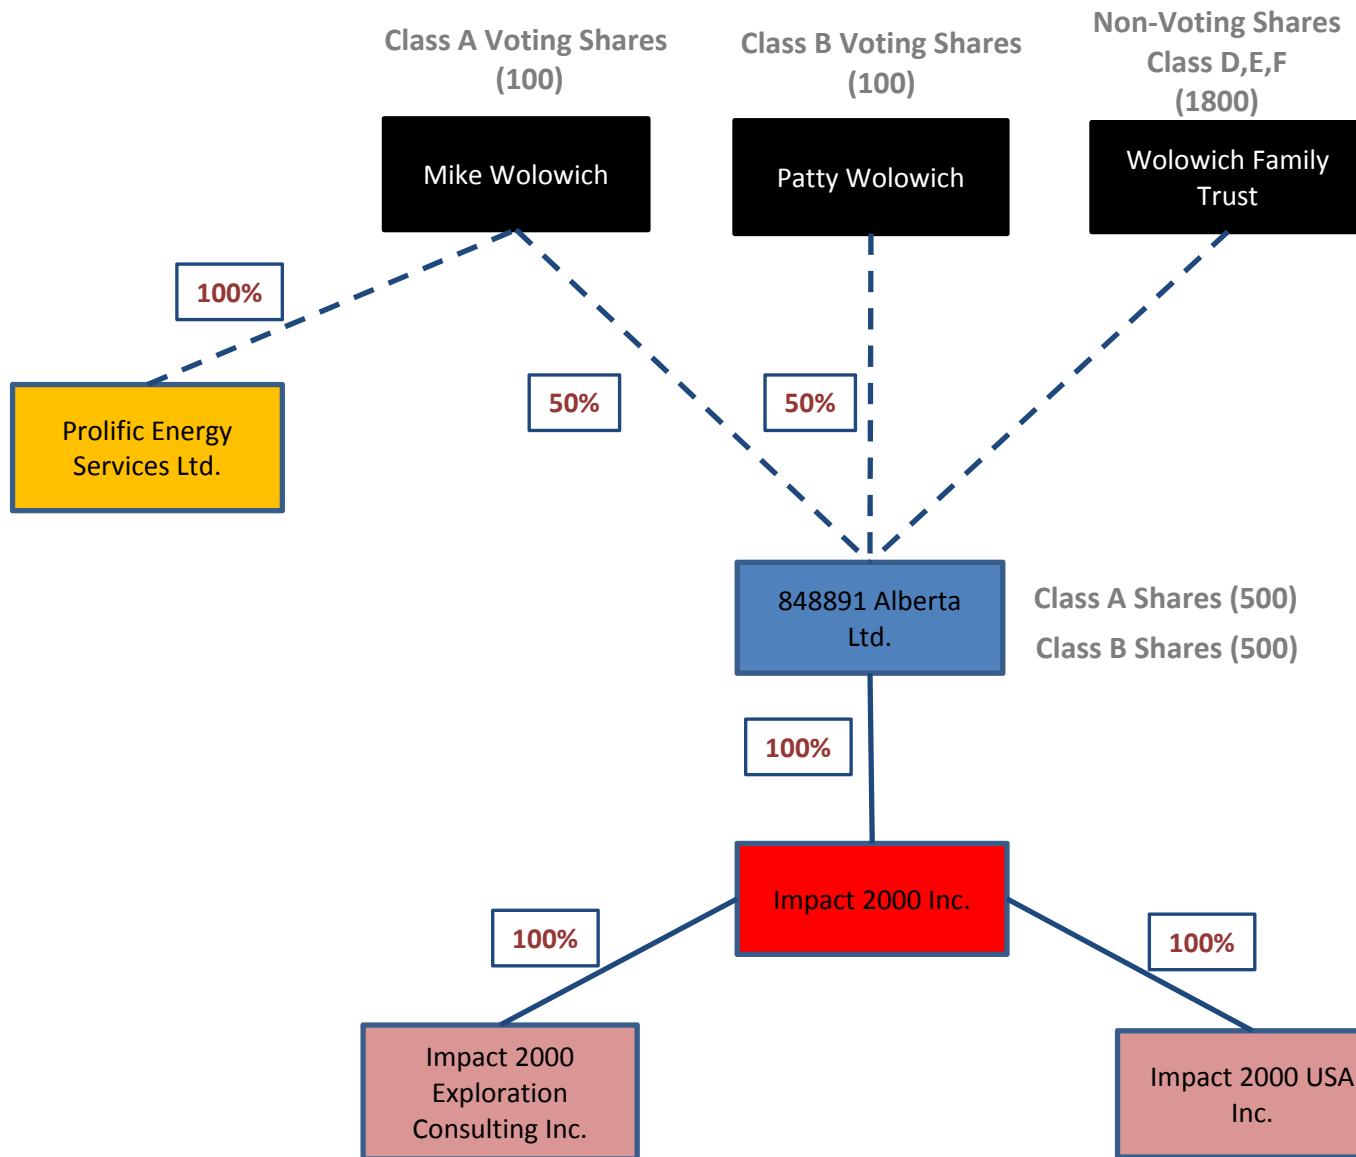 Class A Voting Shares
(100)
Class B Voting Shares
(100)
Non-Voting Shares
Class D,E,F
(1800)
Mike Wolowich
Patty Wolowich
Wolowich Family
Trust
100%
50%
50%
Prolific Energy
Services Ltd.
848891 Alberta
Ltd.
Class A Shares (500)
Class B Shares (500)
100%
Impact 2000 Inc.
100%
100%
Impact 2000
Exploration
Consulting Inc.
Impact 2000 USA
Inc.